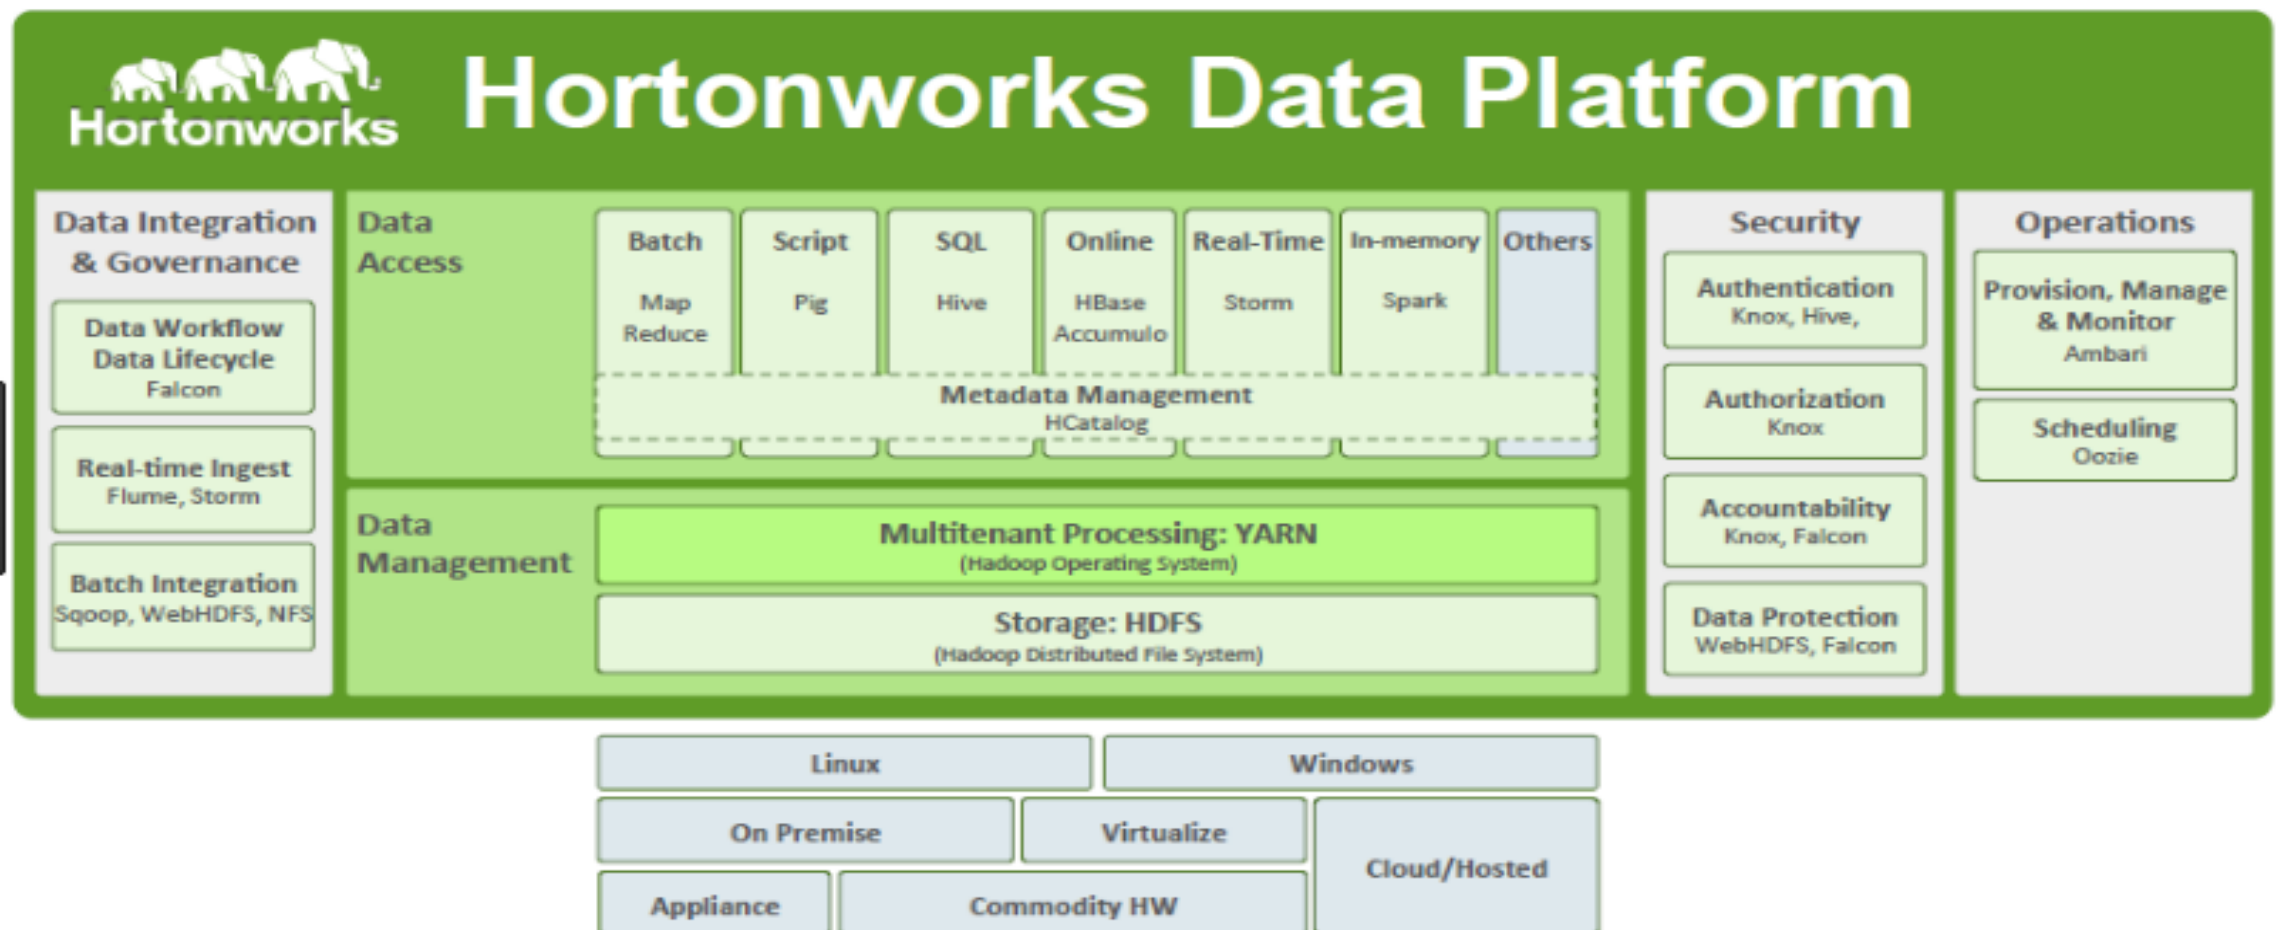 Hortonworks
Hortonworks Data Platform
Data Integration
& Governance
Data Workflow
Data Lifecycle
Falcon
Real-time Ingest
Flume, Storm
Batch Integration
Sqoop, WebHDFS, NFS
Data
Access
Batch
Map
Reduce
Script
Pig
SQL
Hive
Online
HBase
Accumulo
Real-Time
Storm
In-memory
Spark
Others
Metadata Management
HCatalog
Data
Management
Multitenant Processing: YARN
(Hadoop Operating System)
Storage: HDFS
(Hadoop Distributed File System)
Security
Authentication
Knox, Hive,
Authorization
Knox
Accountability
Knox, Falcon
Data Protection
WebHDFS, Falcon
Operations
Provision, Manage
& Monitor
Ambari
Scheduling
Oozie
Linux
Windows
On Premise
Virtualize
Cloud/Hosted
Appliance
Commodity HW